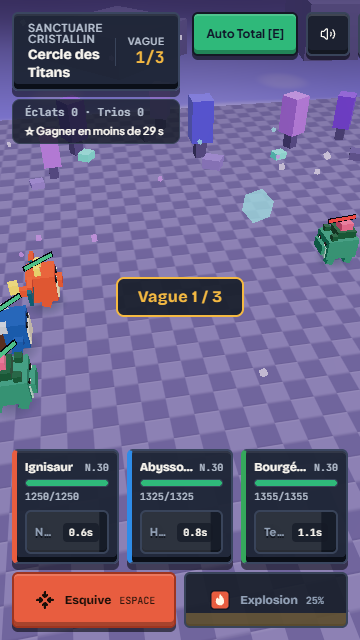 SANCTUAIRE
CRISTALLIN
Cercle des
Titans
VAGUE
1/3
Auto Total [E]
Éclats 0 · Trios 0
★ Gagner en moins de 29 s
Vague 1 / 3
Ignisaur N.30
1250/1250
N... 0.6s
Abysso... N.30
1325/1325
H... 0.8s
Bourgé... N.30
1355/1355
Te... 1.1s
Esquive ESPACE
Explosion 25%